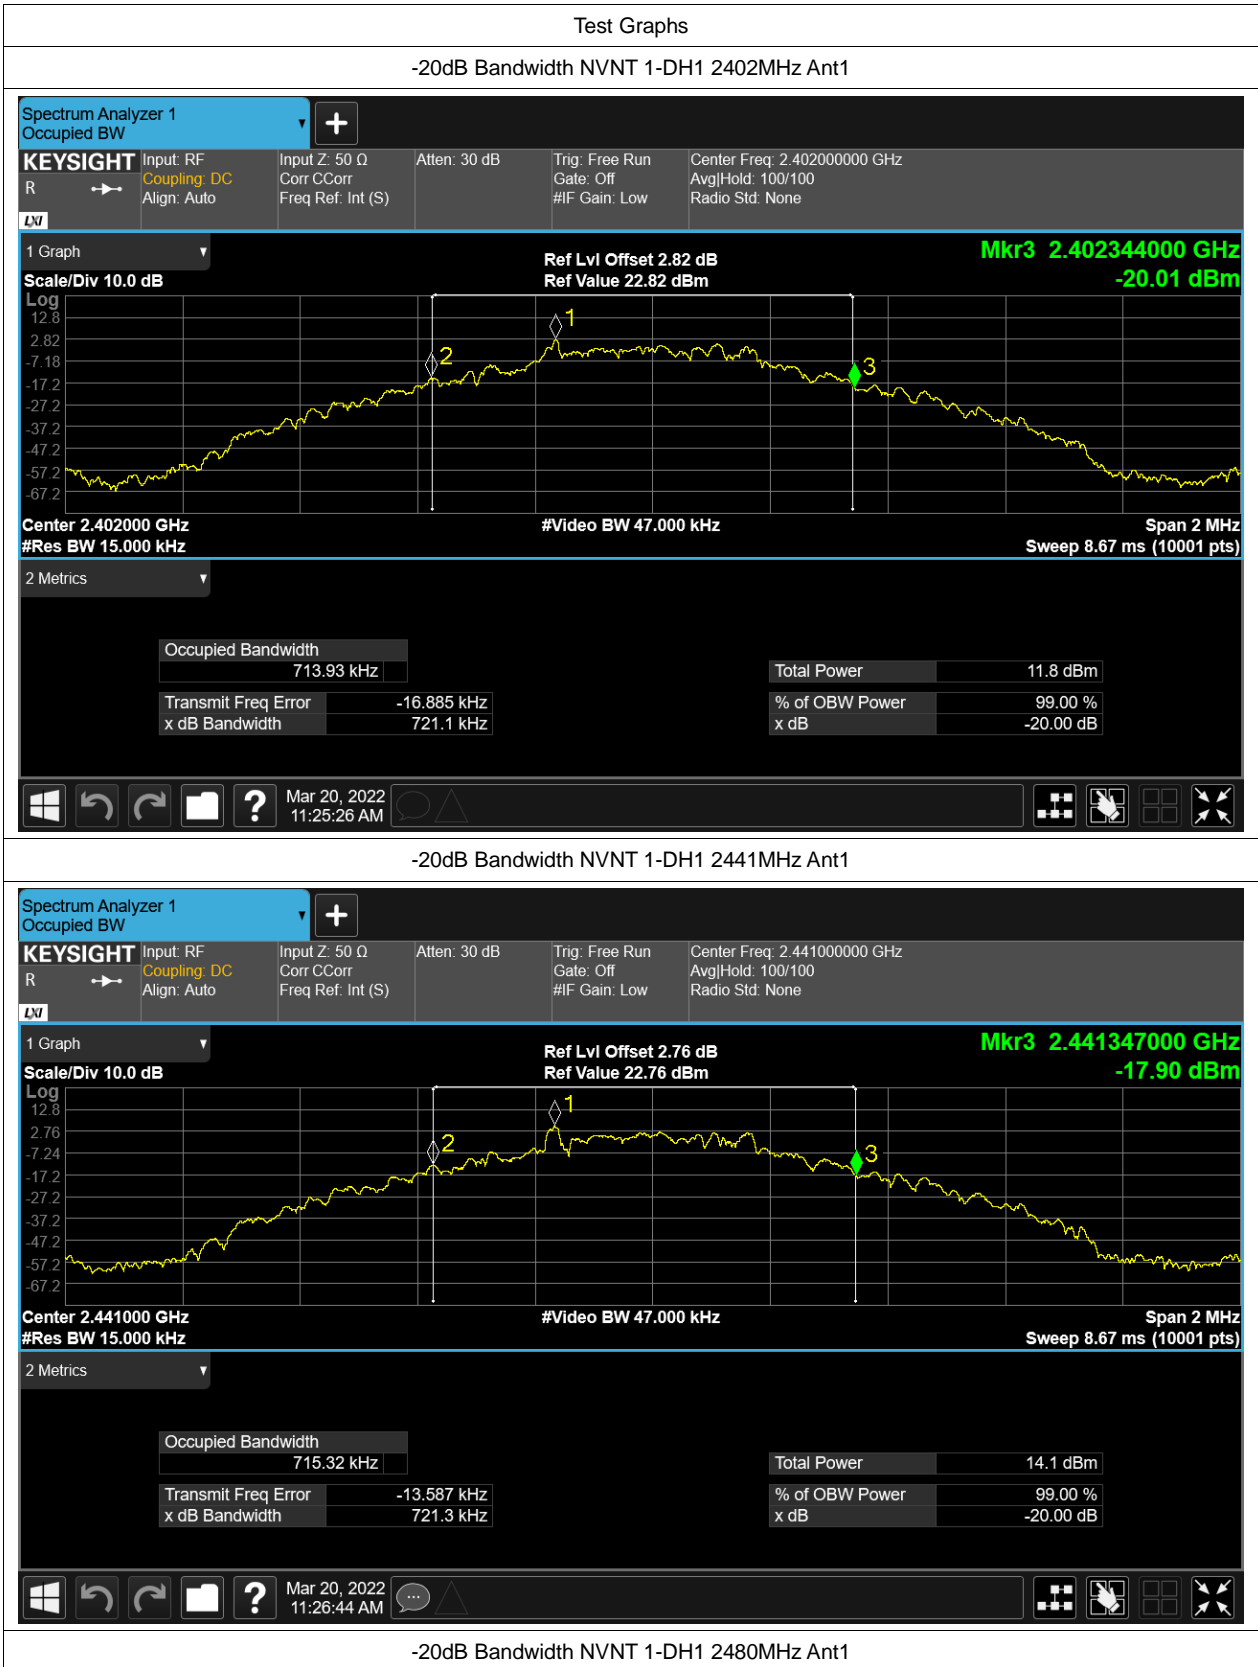 Test Graphs
-20dB Bandwidth NVNT 1-DH1 2402MHz Ant1
Spectrum Analyzer 1
Occupied BW
KEYSIGHT Input: RF Input Z: 50 Ω Atten: 30 dB Trig: Free Run Center Freq: 2.402000000 GHz
R Coupling: DC Corr CCorr Gate: Off Avg|Hold: 100/100
Align: Auto Freq Ref: Int (S) #IF Gain: Low Radio Std: None
LXI
1 Graph Ref Lvl Offset 2.82 dB Mkr3 2.402344000 GHz
Scale/Div 10.0 dB Ref Value 22.82 dBm -20.01 dBm
Log
12.8
2.82
-7.18
-17.2
-27.2
-37.2
-47.2
-57.2
-67.2
1
2
3
Center 2.402000 GHz #Video BW 47.000 kHz Span 2 MHz
#Res BW 15.000 kHz Sweep 8.67 ms (10001 pts)
2 Metrics
Occupied Bandwidth
713.93 kHz Total Power 11.8 dBm
Transmit Freq Error -16.885 kHz % of OBW Power 99.00 %
x dB Bandwidth 721.1 kHz x dB -20.00 dB
? Mar 20, 2022
11:25:26 AM
-20dB Bandwidth NVNT 1-DH1 2441MHz Ant1
Spectrum Analyzer 1
Occupied BW
KEYSIGHT Input: RF Input Z: 50 Ω Atten: 30 dB Trig: Free Run Center Freq: 2.441000000 GHz
R Coupling: DC Corr CCorr Gate: Off Avg|Hold: 100/100
Align: Auto Freq Ref: Int (S) #IF Gain: Low Radio Std: None
LXI
1 Graph Ref Lvl Offset 2.76 dB Mkr3 2.441347000 GHz
Scale/Div 10.0 dB Ref Value 22.76 dBm -17.90 dBm
Log
12.8
2.76
-7.24
-17.2
-27.2
-37.2
-47.2
-57.2
-67.2
1
2
3
Center 2.441000 GHz #Video BW 47.000 kHz Span 2 MHz
#Res BW 15.000 kHz Sweep 8.67 ms (10001 pts)
2 Metrics
Occupied Bandwidth
715.32 kHz Total Power 14.1 dBm
Transmit Freq Error -13.587 kHz % of OBW Power 99.00 %
x dB Bandwidth 721.3 kHz x dB -20.00 dB
? Mar 20, 2022
11:26:44 AM
-20dB Bandwidth NVNT 1-DH1 2480MHz Ant1